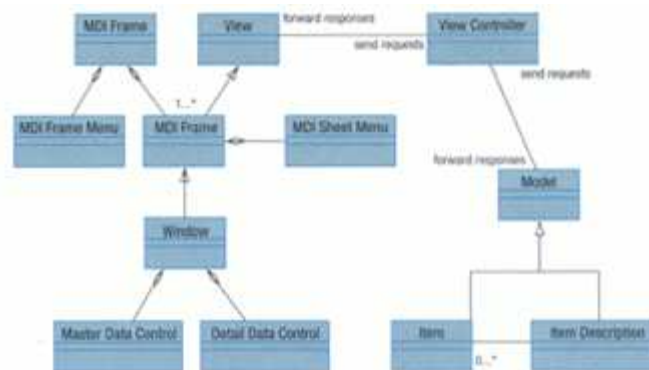 forward responses
MDI Frame
View
View Controller
send requests
send requests
1...*
MDI Frame Menu
MDI Frame
MDI Sheet Menu
forward responses
Model
Window
Master Data Control
Detail Data Control
Item
Item Description
0...*